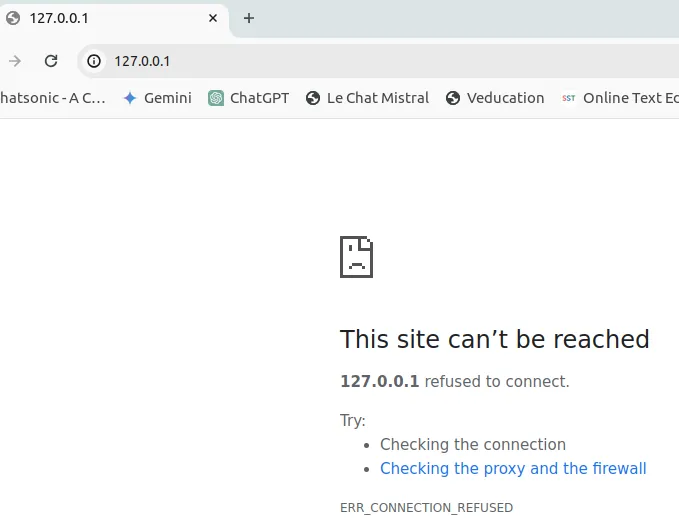 127.0.0.1
127.0.0.1
hatsonic - A C... Gemini ChatGPT Le Chat Mistral Veducation SST Online Text Ec
This site can’t be reached
127.0.0.1 refused to connect.
Try:
• Checking the connection
• Checking the proxy and the firewall
ERR_CONNECTION_REFUSED